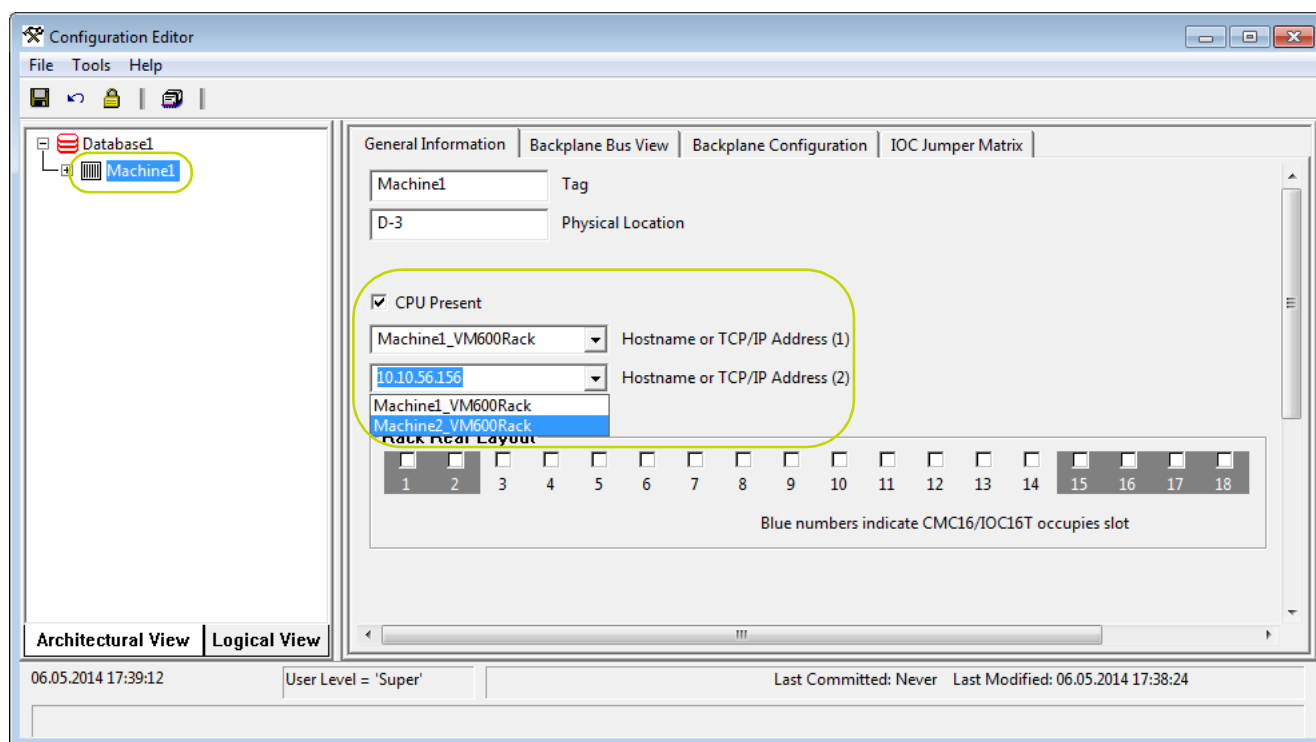 Configuration Editor
File Tools Help
Database1
Machine1
General Information Backplane Bus View Backplane Configuration IOC Jumper Matrix
Machine1 Tag
D-3 Physical Location
CPU Present
Machine1_VM600Rack Hostname or TCP/IP Address (1)
10.10.56.156 Hostname or TCP/IP Address (2)
Machine1_VM600Rack
Machine2_VM600Rack
Rack Rear Layout
1 2 3 4 5 6 7 8 9 10 11 12 13 14 15 16 17 18
Blue numbers indicate CMC16/IOC16T occupies slot
Architectural View Logical View
06.05.2014 17:39:12 User Level = 'Super' Last Committed: Never Last Modified: 06.05.2014 17:38:24